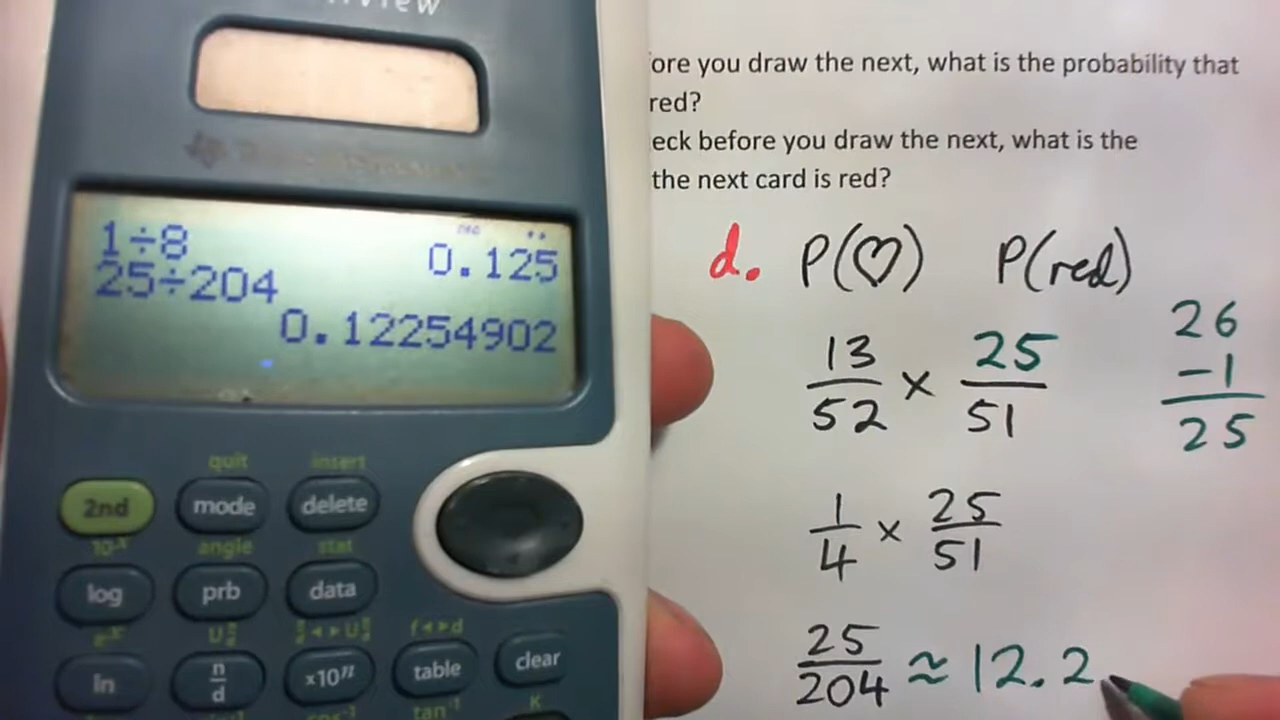 ore you draw the next, what is the probability that
red?
eck before you draw the next, what is the
the next card is red?
d. P(♡) P(red)
13/52 × 25/51
26
-1
25
1/4 × 25/51
25/204 ≈ 12.2
1÷8
0.125
25÷204
0.12254902
DEG
quit insert
2nd mode delete
angle stat
log prb data
f◄►d
ln n/d ×10ⁿ table clear
tan⁻¹ K